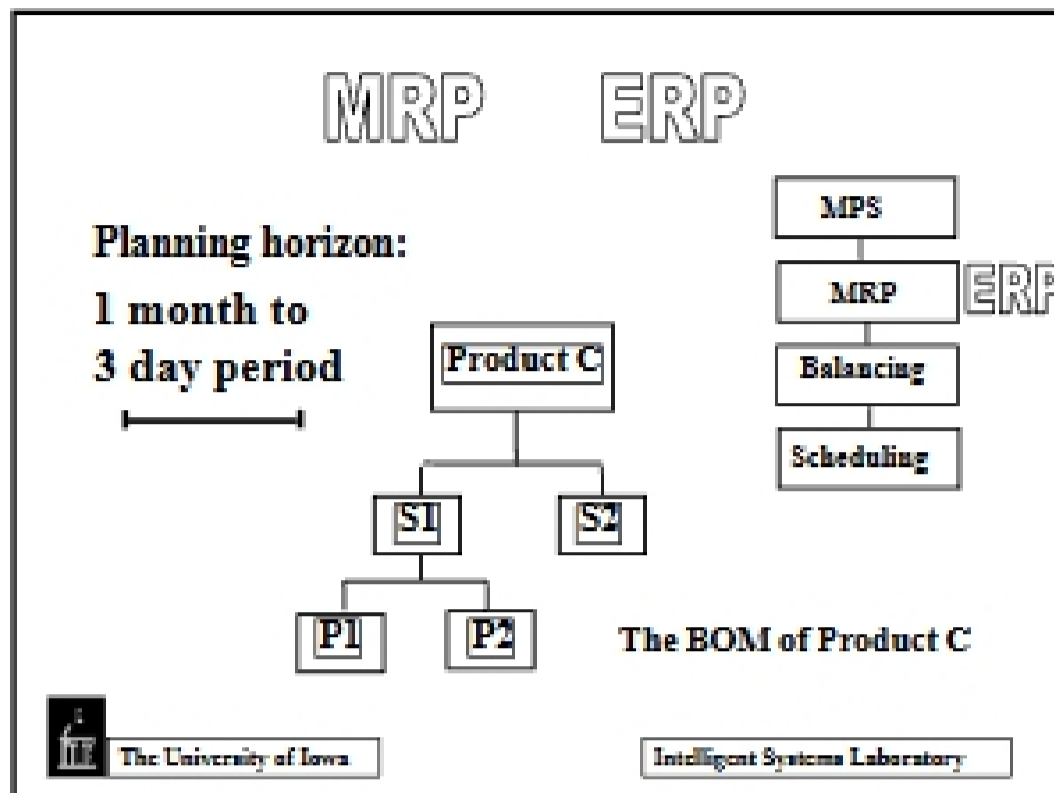 MRP ERP
Planning horizon:
1 month to
3 day period
MPS
MRP ERP
Balancing
Scheduling
Product C
S1 S2
P1 P2
The BOM of Product C
The University of Iowa
Intelligent Systems Laboratory